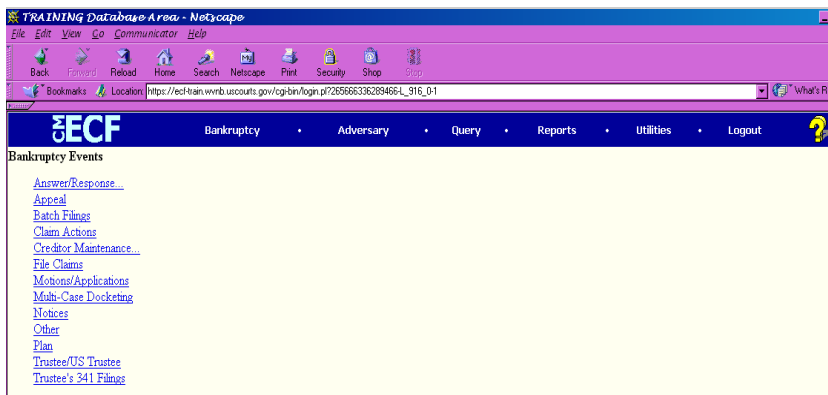 TRAINING Database Area - Netscape
File Edit View Go Communicator Help
Back Forward Reload Home Search Netscape Print Security Shop Stop
Bookmarks Location: https://ecf-train.wvnb.uscourts.gov/cgi-bin/login.pl?265666336289466-L_916_0-1 What's R
CM ECF Bankruptcy • Adversary • Query • Reports • Utilities • Logout ?
Bankruptcy Events
Answer/Response...
Appeal
Batch Filings
Claim Actions
Creditor Maintenance...
File Claims
Motions/Applications
Multi-Case Docketing
Notices
Other
Plan
Trustee/US Trustee
Trustee's 341 Filings